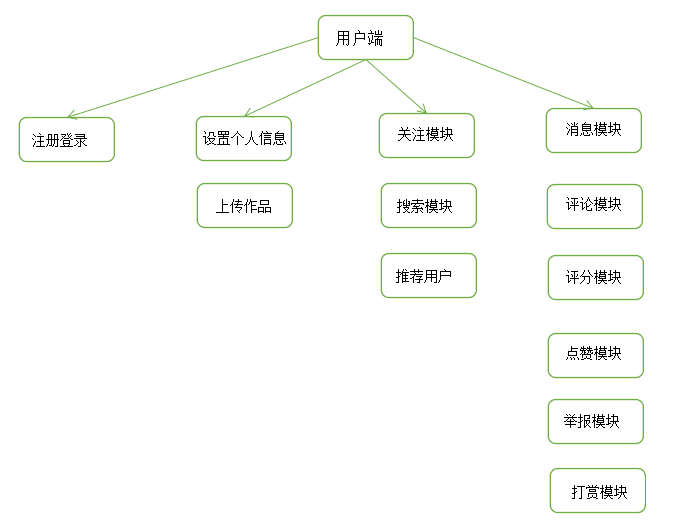 用户端
注册登录
设置个人信息
关注模块
消息模块
上传作品
搜索模块
评论模块
推荐用户
评分模块
点赞模块
举报模块
打赏模块